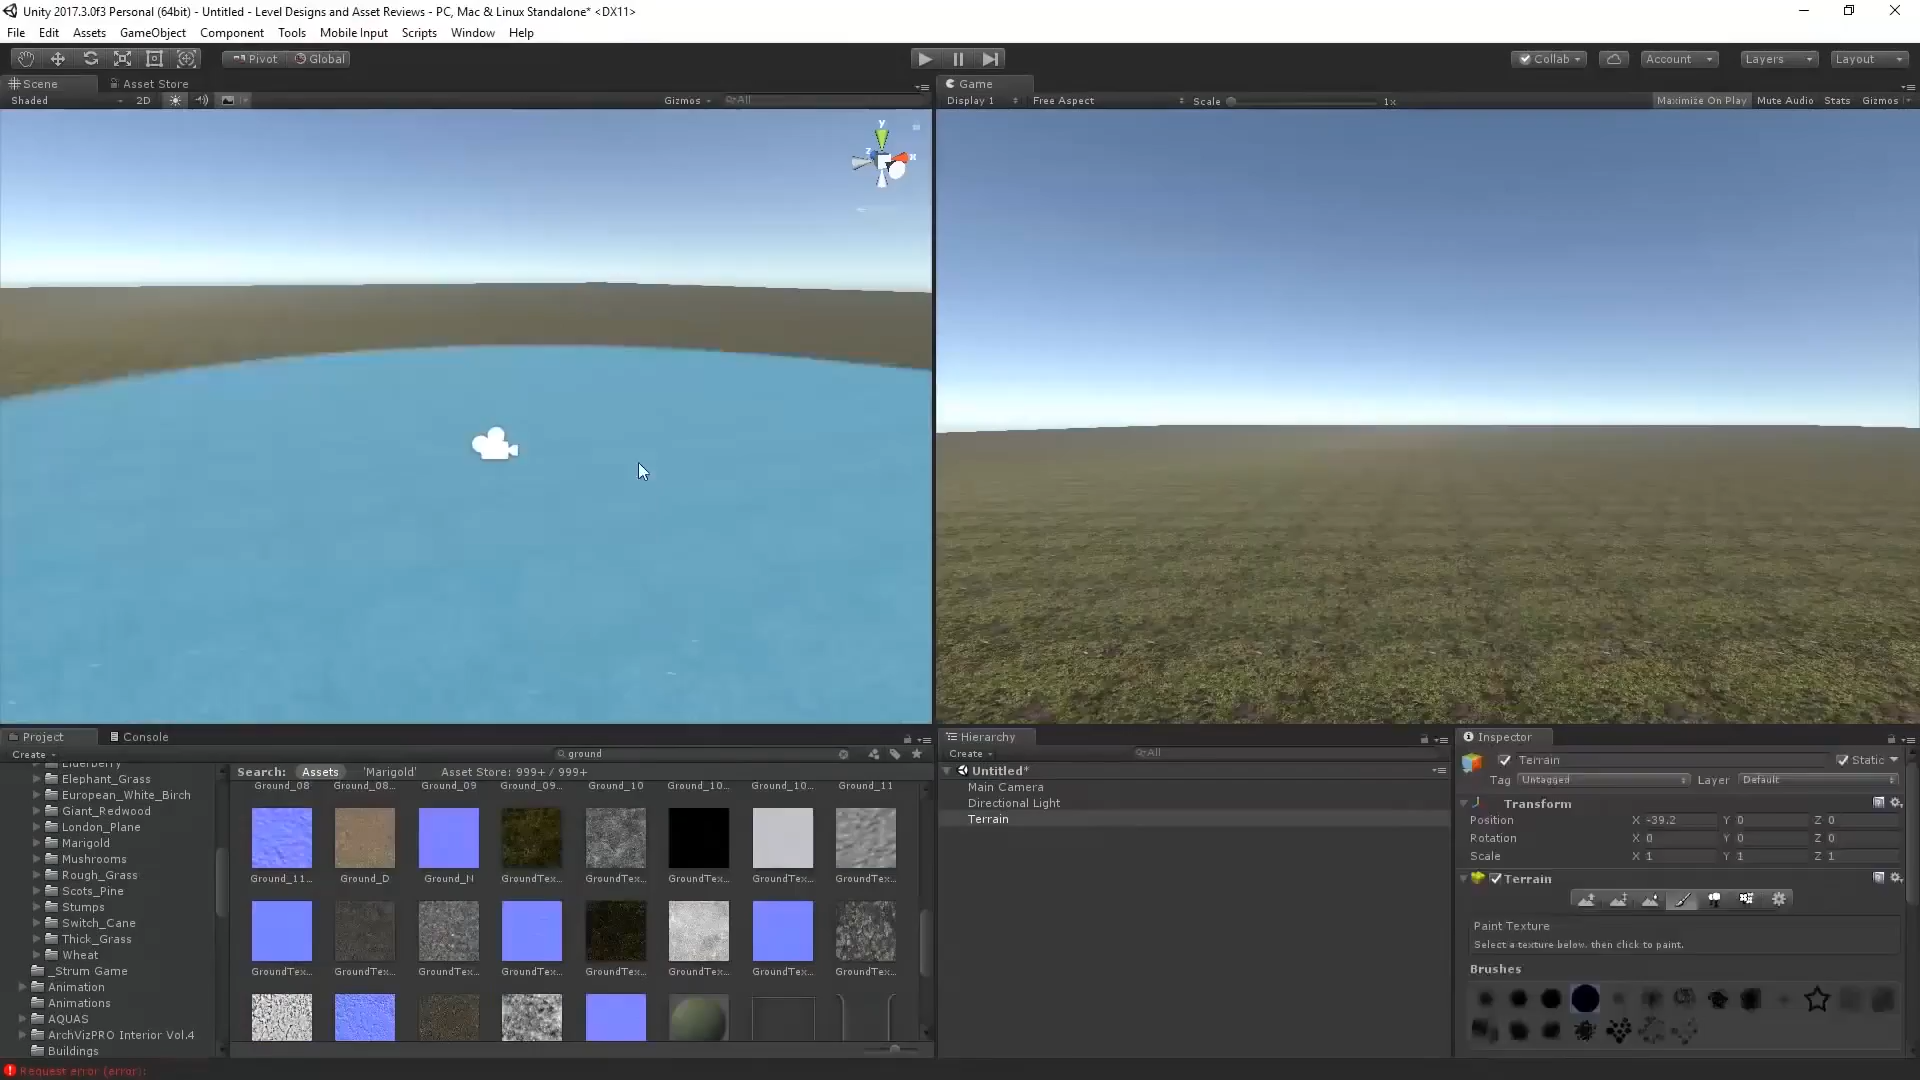 Unity 2017.3.0f3 Personal (64bit) - Untitled - Level Designs and Asset Reviews - PC, Mac & Linux Standalone* <DX11>
File Edit Assets GameObject Component Tools Mobile Input Scripts Window Help
Pivot Global Collab Account Layers Layout
Scene Asset Store
Shaded 2D Gizmos All
y
z
x
Game
Display 1 Free Aspect Scale 1x Maximize On Play Mute Audio Stats Gizmos
Project Console
Create ground
Search: Assets 'Marigold' Asset Store: 999+ / 999+
Elderberry
Elephant_Grass
European_White_Birch
Giant_Redwood
London_Plane
Marigold
Mushrooms
Rough_Grass
Scots_Pine
Stumps
Switch_Cane
Thick_Grass
Wheat
_Strum Game
Animation
Animations
AQUAS
ArchVizPRO Interior Vol.4
Buildings
Ground_08 Ground_08... Ground_09 Ground_09... Ground_10 Ground_10... Ground_10... Ground_11
Ground_11... Ground_D Ground_N GroundTex... GroundTex... GroundTex... GroundTex... GroundTex...
GroundTex... GroundTex... GroundTex... GroundTex... GroundTex... GroundTex... GroundTex... GroundTex...
Hierarchy
Create All
Untitled*
Main Camera
Directional Light
Terrain
Inspector
Terrain Static
Tag Untagged Layer Default
Transform
Position X -39.2 Y 0 Z 0
Rotation X 0 Y 0 Z 0
Scale X 1 Y 1 Z 1
Terrain
Paint Texture
Select a texture below, then click to paint.
Brushes
Request error (error):